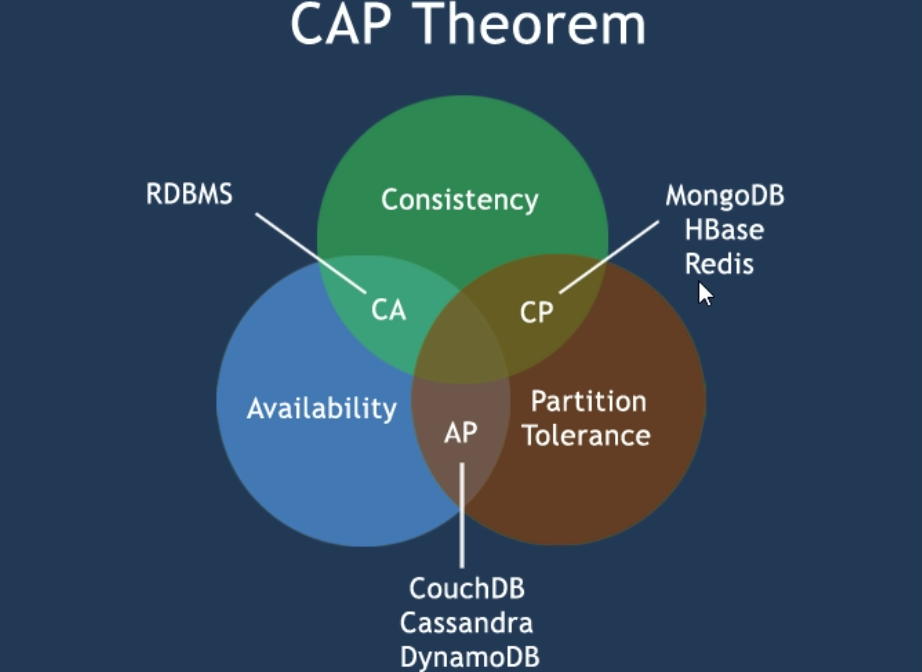 CAP Theorem
Consistency
RDBMS
MongoDB
HBase
Redis
CA
CP
Availability
Partition
Tolerance
AP
CouchDB
Cassandra
DynamoDB